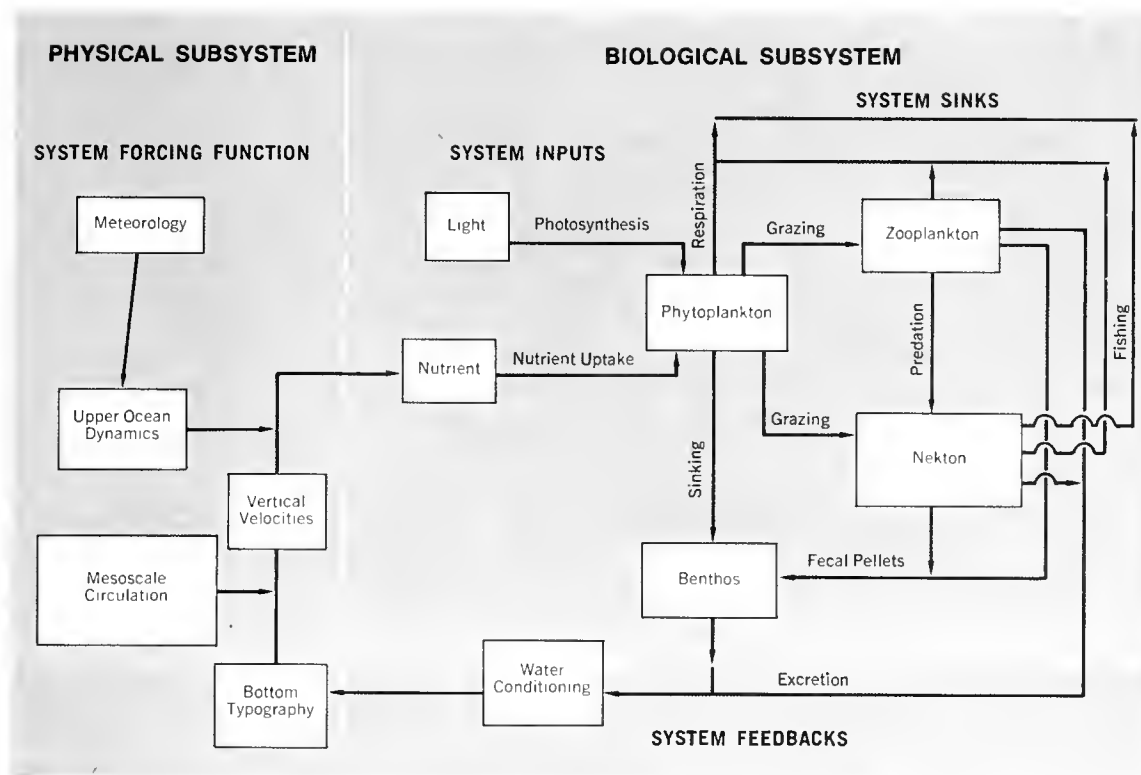 PHYSICAL SUBSYSTEM
BIOLOGICAL SUBSYSTEM
SYSTEM SINKS
SYSTEM FORCING FUNCTION
SYSTEM INPUTS
Meteorology
Light
Photosynthesis
Respiration
Grazing
Zooplankton
Phytoplankton
Nutrient
Nutrient Uptake
Predation
Fishing
Upper Ocean
Dynamics
Grazing
Nekton
Sinking
Vertical
Velocities
Mesoscale
Circulation
Benthos
Fecal Pellets
Bottom
Typography
Water
Conditioning
Excretion
SYSTEM FEEDBACKS